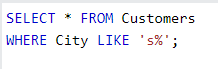 SELECT * FROM Customers
WHERE City LIKE 's%';